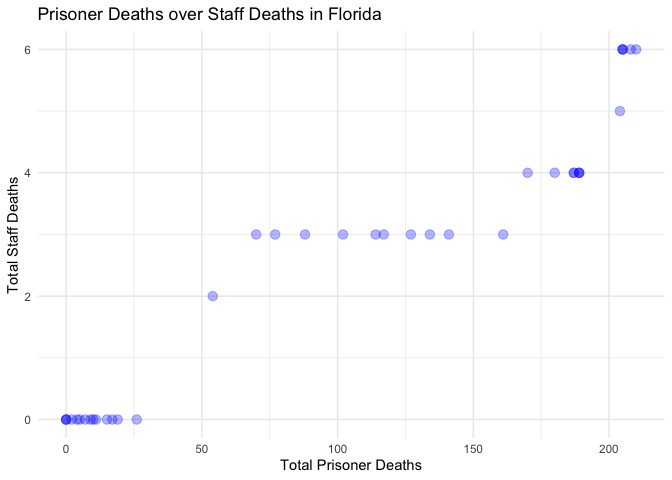 Prisoner Deaths over Staff Deaths in Florida
6
4
2
0
Total Staff Deaths
0 50 100 150 200
Total Prisoner Deaths